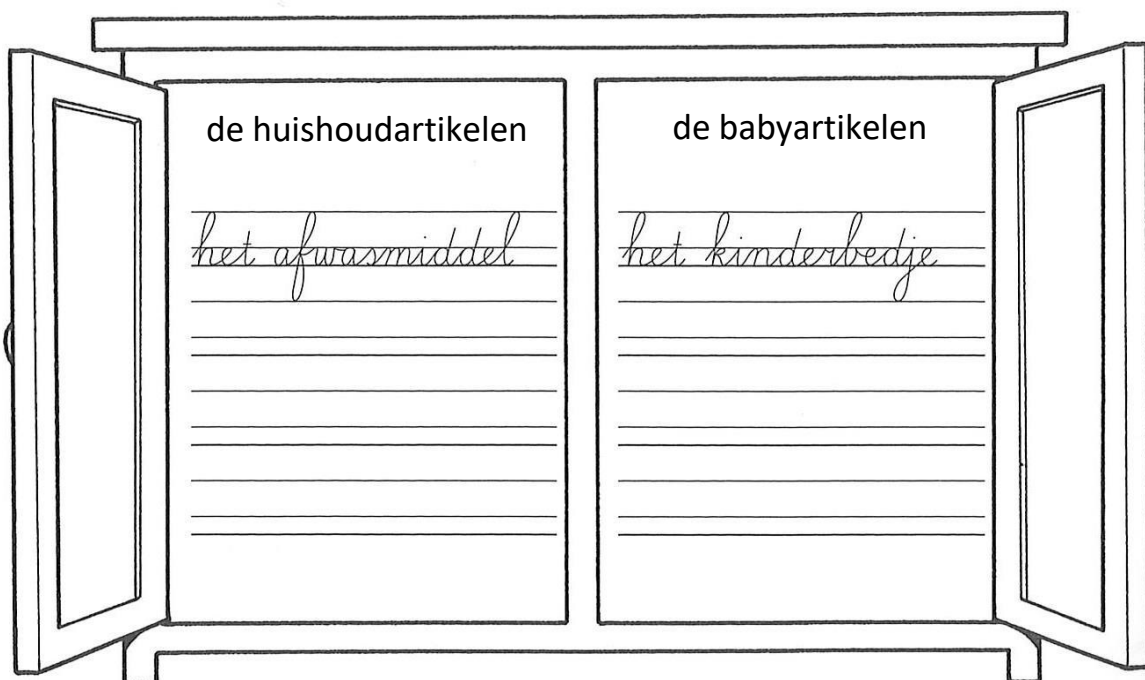 de huishoudartikelen
het afwasmiddel
de babyartikelen
het kinderbedje